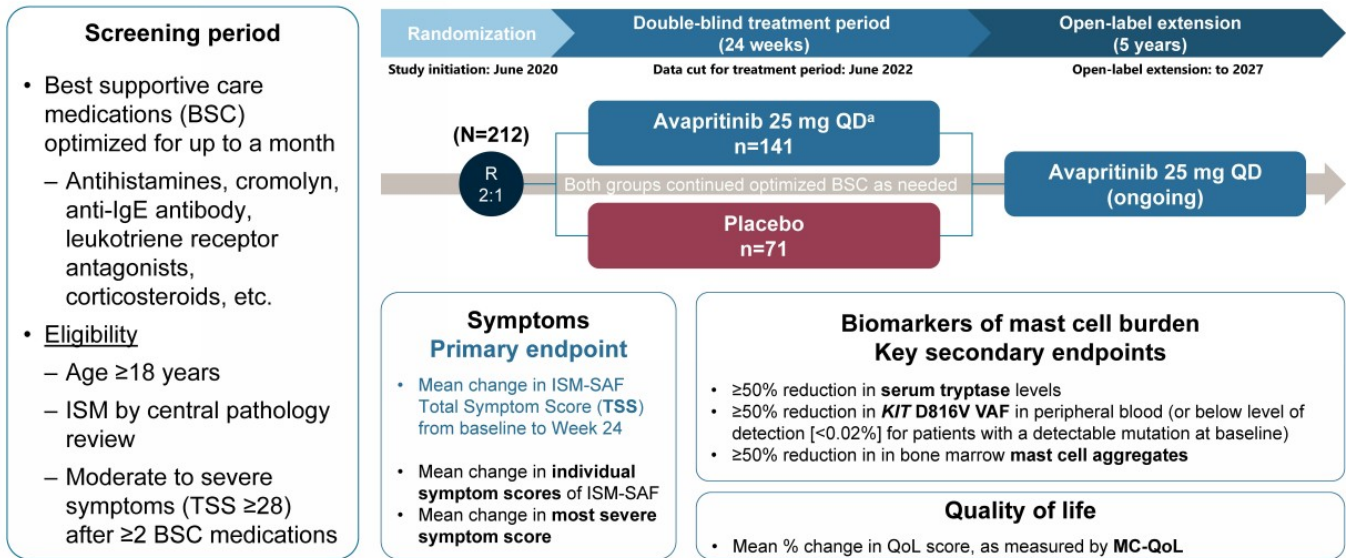 Screening period
• Best supportive care
medications (BSC)
optimized for up to a month
– Antihistamines, cromolyn,
anti-IgE antibody,
leukotriene receptor
antagonists,
corticosteroids, etc.
• Eligibility
– Age ≥18 years
– ISM by central pathology
review
– Moderate to severe
symptoms (TSS ≥28)
after ≥2 BSC medications
Randomization
Double-blind treatment period
(24 weeks)
Open-label extension
(5 years)
Study initiation: June 2020
Data cut for treatment period: June 2022
Open-label extension: to 2027
(N=212)
R
2:1
Avapritinib 25 mg QDᵃ
n=141
Both groups continued optimized BSC as needed
Placebo
n=71
Avapritinib 25 mg QD
(ongoing)
Symptoms
Primary endpoint
• Mean change in ISM-SAF
Total Symptom Score (TSS)
from baseline to Week 24
• Mean change in individual
symptom scores of ISM-SAF
• Mean change in most severe
symptom score
Biomarkers of mast cell burden
Key secondary endpoints
• ≥50% reduction in serum tryptase levels
• ≥50% reduction in KIT D816V VAF in peripheral blood (or below level of
detection [<0.02%] for patients with a detectable mutation at baseline)
• ≥50% reduction in in bone marrow mast cell aggregates
Quality of life
• Mean % change in QoL score, as measured by MC-QoL